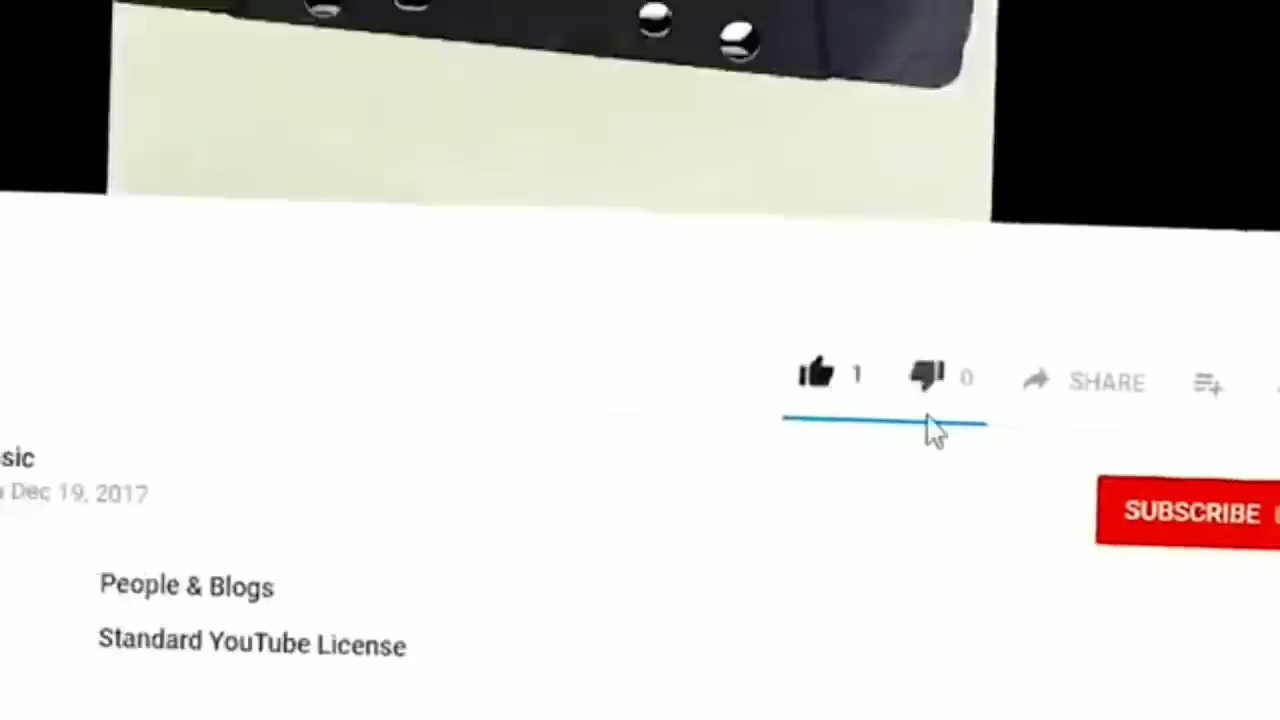 1 0 SHARE
sic
Dec 19, 2017
SUBSCRIBE
People & Blogs
Standard YouTube License